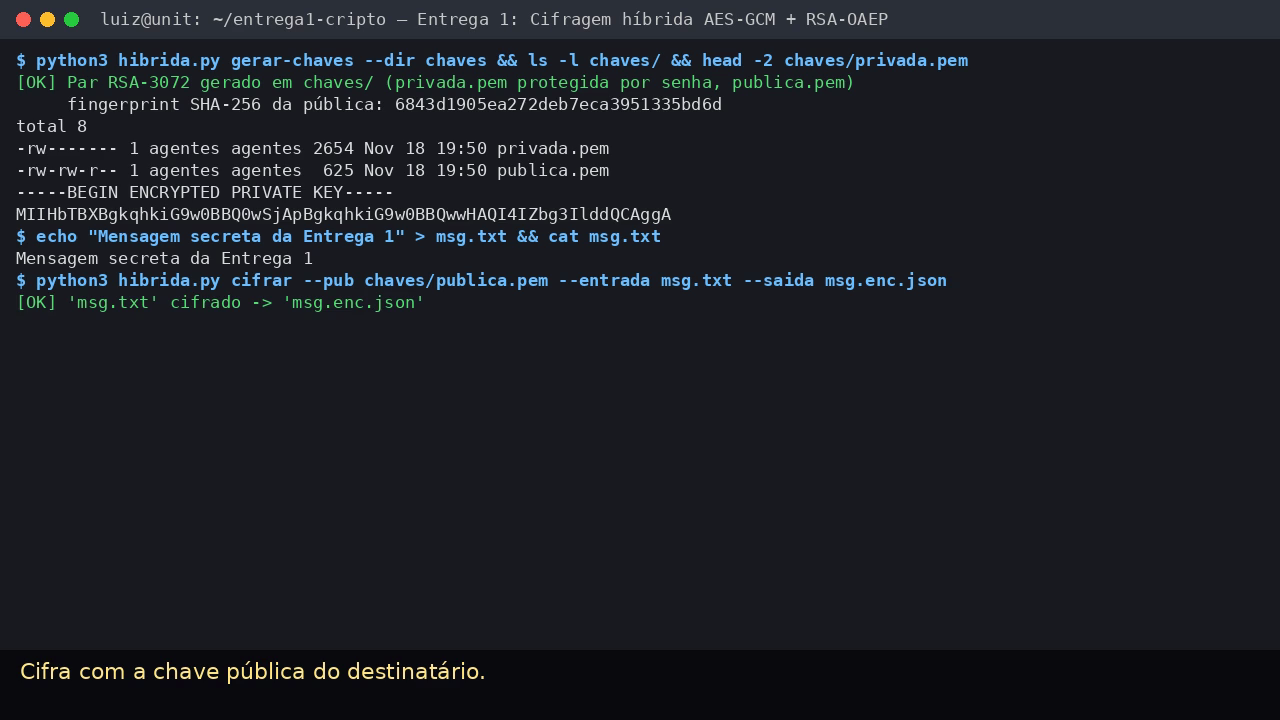 luiz@unit: ~/entrega1-cripto — Entrega 1: Cifragem híbrida AES-GCM + RSA-OAEP
$ python3 hibrida.py gerar-chaves --dir chaves && ls -l chaves/ && head -2 chaves/privada.pem
[OK] Par RSA-3072 gerado em chaves/ (privada.pem protegida por senha, publica.pem)
     fingerprint SHA-256 da pública: 6843d1905ea272deb7eca3951335bd6d
total 8
-rw------- 1 agentes agentes 2654 Nov 18 19:50 privada.pem
-rw-rw-r-- 1 agentes agentes  625 Nov 18 19:50 publica.pem
-----BEGIN ENCRYPTED PRIVATE KEY-----
MIIHbTBXBgkqhkiG9w0BBQ0wSjApBgkqhkiG9w0BBQwwHAQI4IZbg3IlddQCAggA
$ echo "Mensagem secreta da Entrega 1" > msg.txt && cat msg.txt
Mensagem secreta da Entrega 1
$ python3 hibrida.py cifrar --pub chaves/publica.pem --entrada msg.txt --saida msg.enc.json
[OK] 'msg.txt' cifrado -> 'msg.enc.json'
Cifra com a chave pública do destinatário.